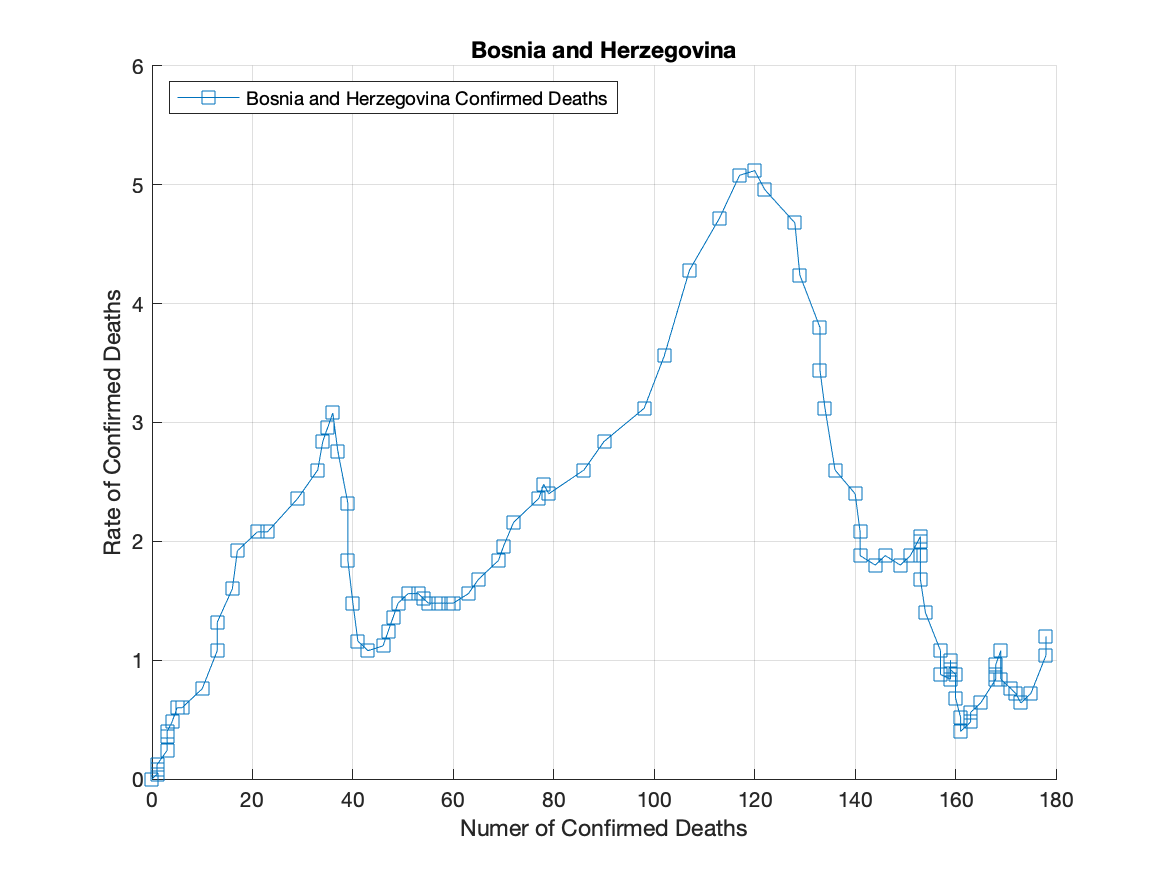 Bosnia and Herzegovina
Bosnia and Herzegovina Confirmed Deaths
Rate of Confirmed Deaths
6
5
4
3
2
1
0
0 20 40 60 80 100 120 140 160 180
Numer of Confirmed Deaths